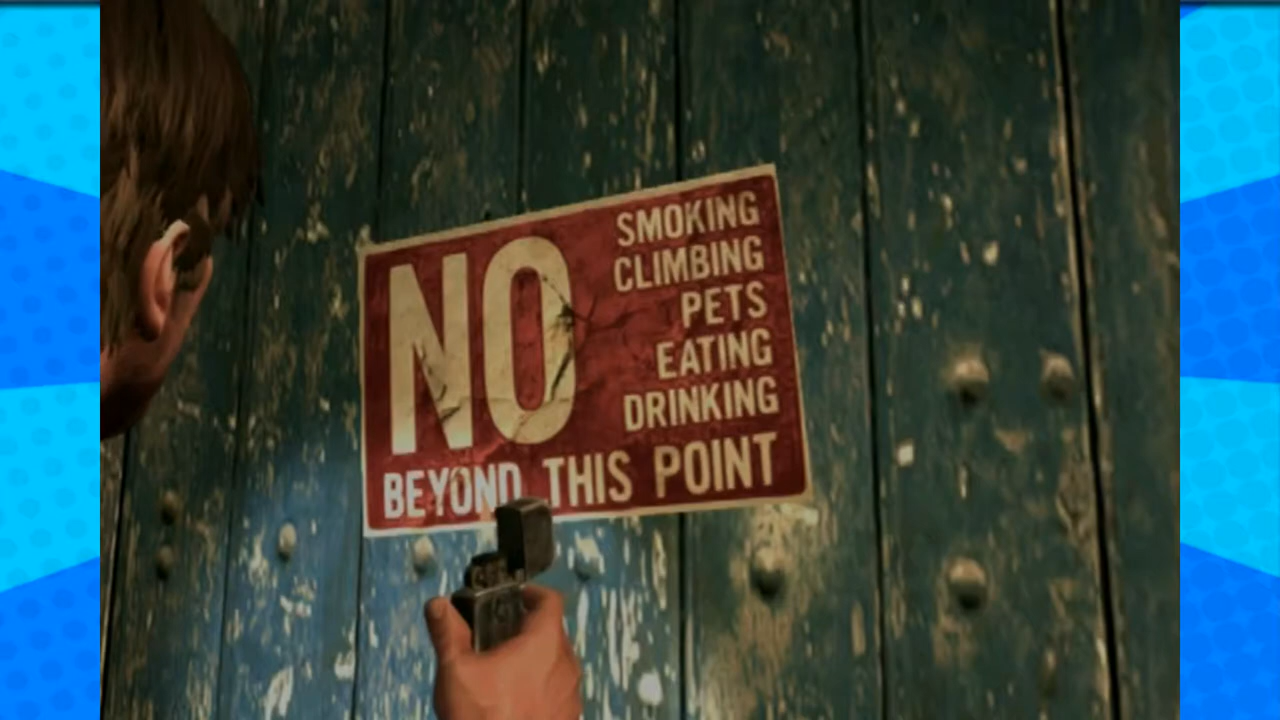 NO
SMOKING
CLIMBING
PETS
EATING
DRINKING
BEYOND THIS POINT